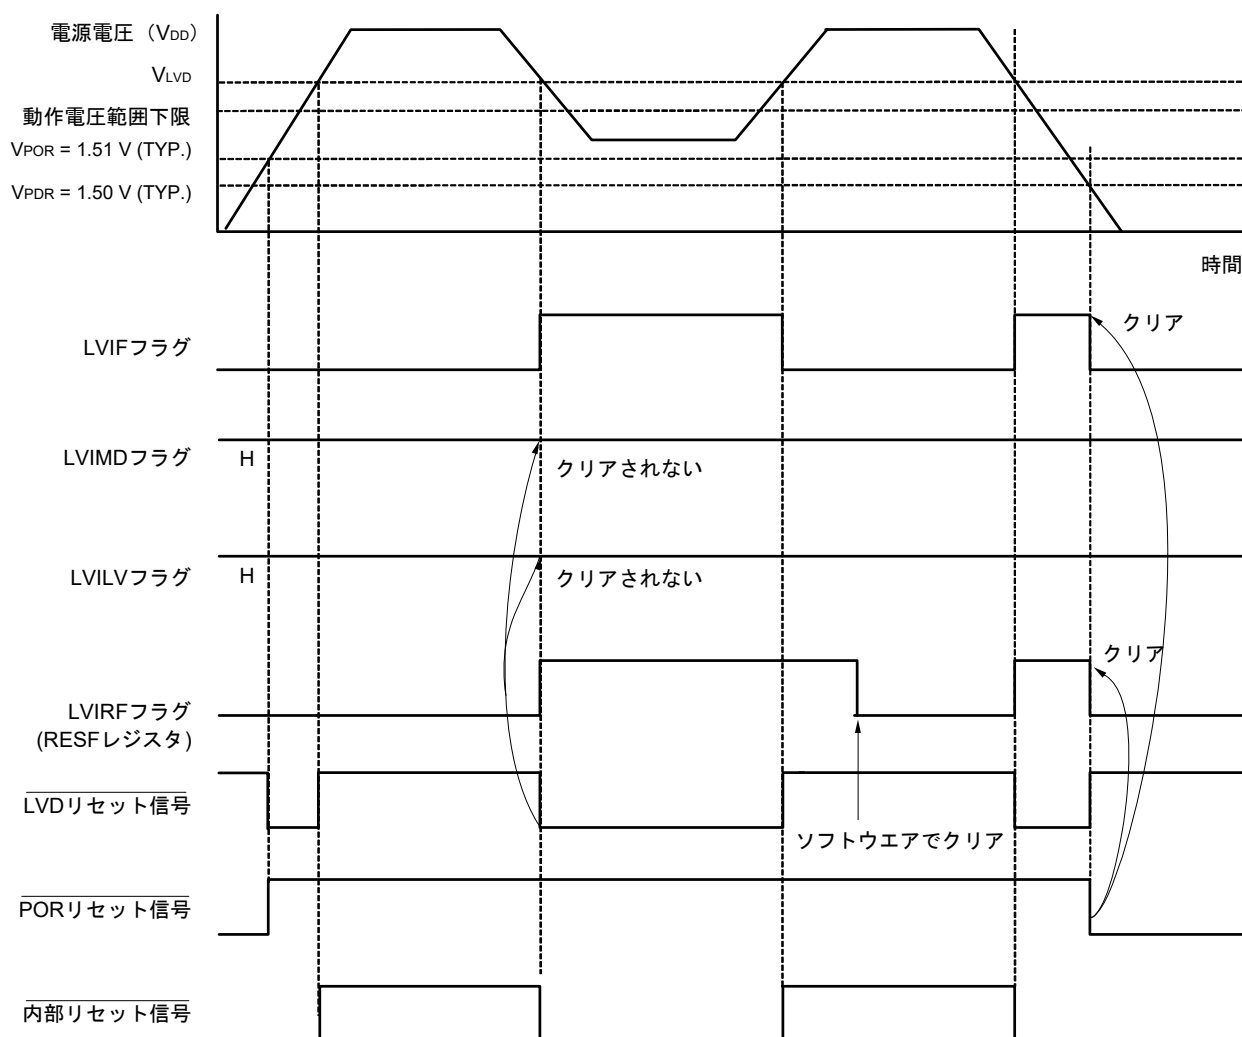 電源電圧（VDD）
VLVD
動作電圧範囲下限
VPOR = 1.51 V (TYP.)
VPDR = 1.50 V (TYP.)
時間
クリア
LVIFフラグ
LVIMDフラグ
H
クリアされない
LVILVフラグ
H
クリアされない
クリア
LVIRFフラグ
(RESFレジスタ)
LVDリセット信号
ソフトウエアでクリア
PORリセット信号
内部リセット信号